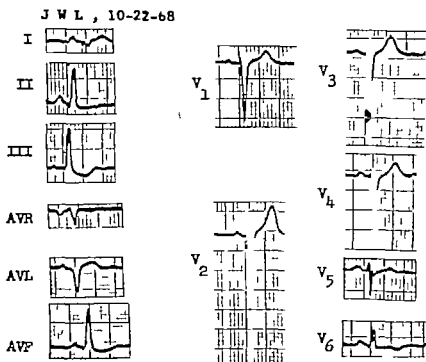 J W L , 10-22-68
I
II
III
AVR
AVL
AVF
V1
V2
V3
V4
V5
V6